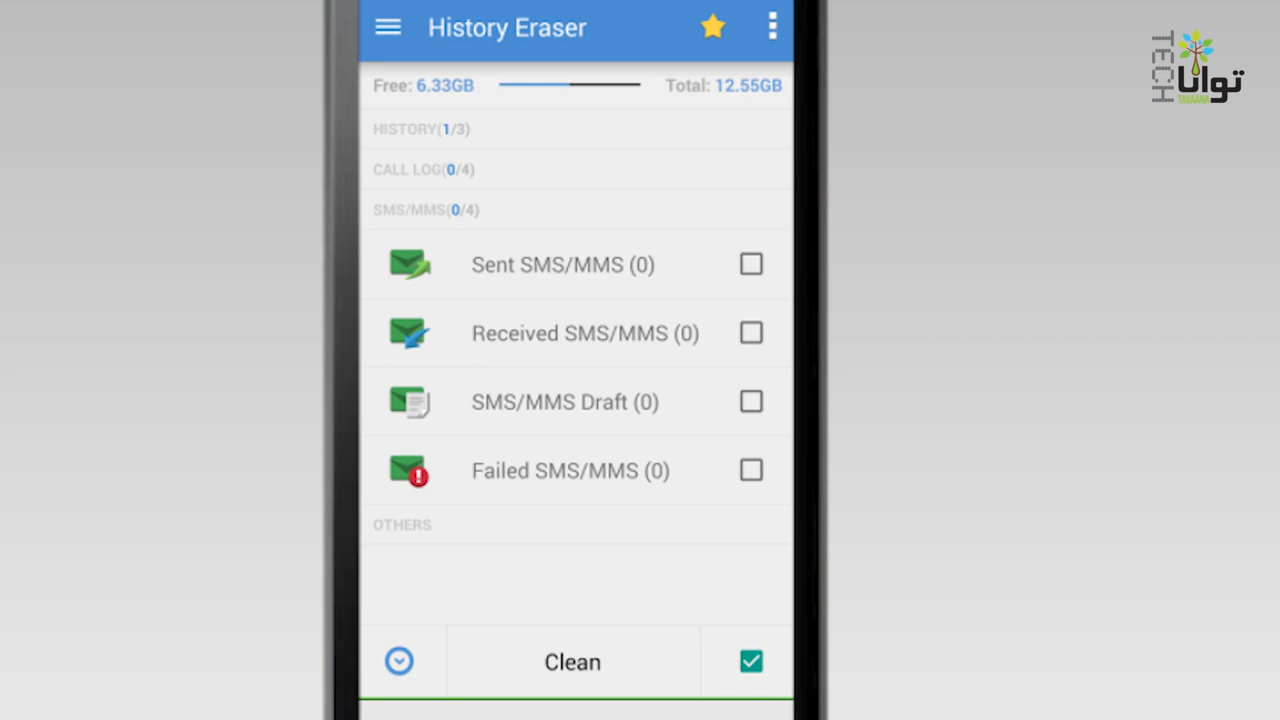 History Eraser
Free: 6.33GB
Total: 12.55GB
HISTORY(1/3)
CALL LOG(0/4)
SMS/MMS(0/4)
Sent SMS/MMS (0)
Received SMS/MMS (0)
SMS/MMS Draft (0)
Failed SMS/MMS (0)
OTHERS
Clean
TECH
توانا
TAVAANA